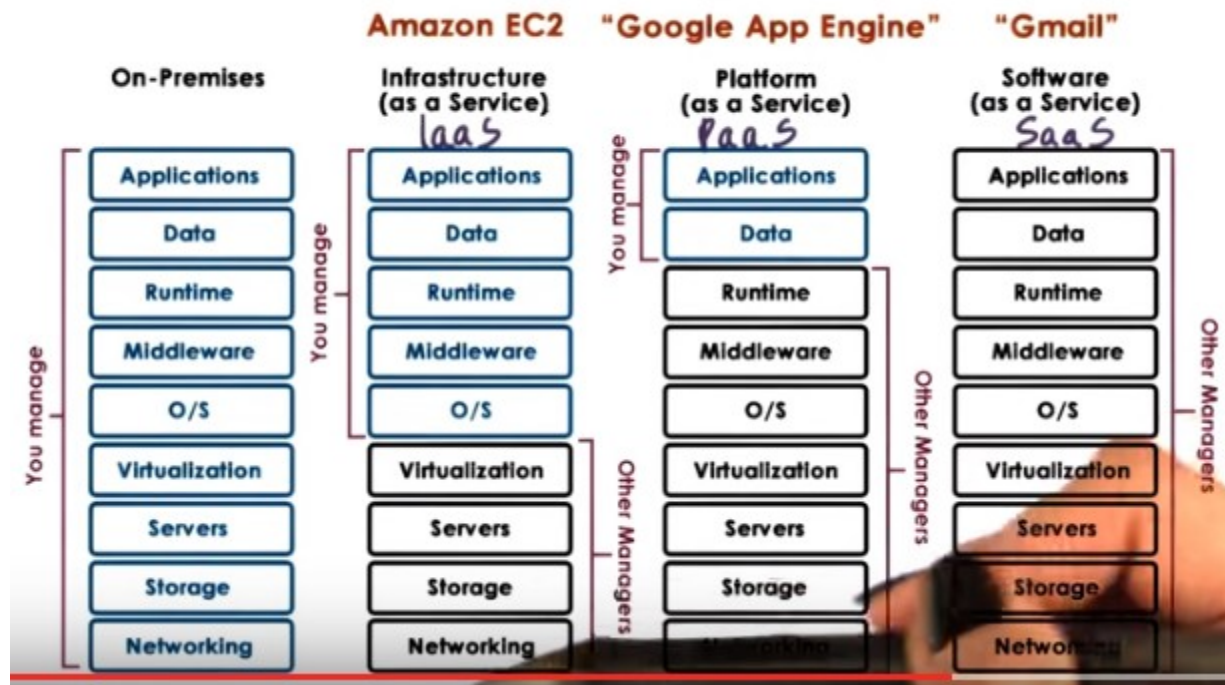 Amazon EC2
"Google App Engine"
"Gmail"
On-Premises
Infrastructure
(as a Service)
IaaS
Platform
(as a Service)
PaaS
Software
(as a Service)
SaaS
You manage
Applications
Data
Runtime
Middleware
O/S
Virtualization
Servers
Storage
Networking
You manage
Applications
Data
Runtime
Middleware
O/S
Virtualization
Servers
Storage
Networking
Other Managers
You manage
Applications
Data
Runtime
Middleware
O/S
Virtualization
Servers
Storage
Networking
Other Managers
Applications
Data
Runtime
Middleware
O/S
Virtualization
Servers
Storage
Networking
Other Managers